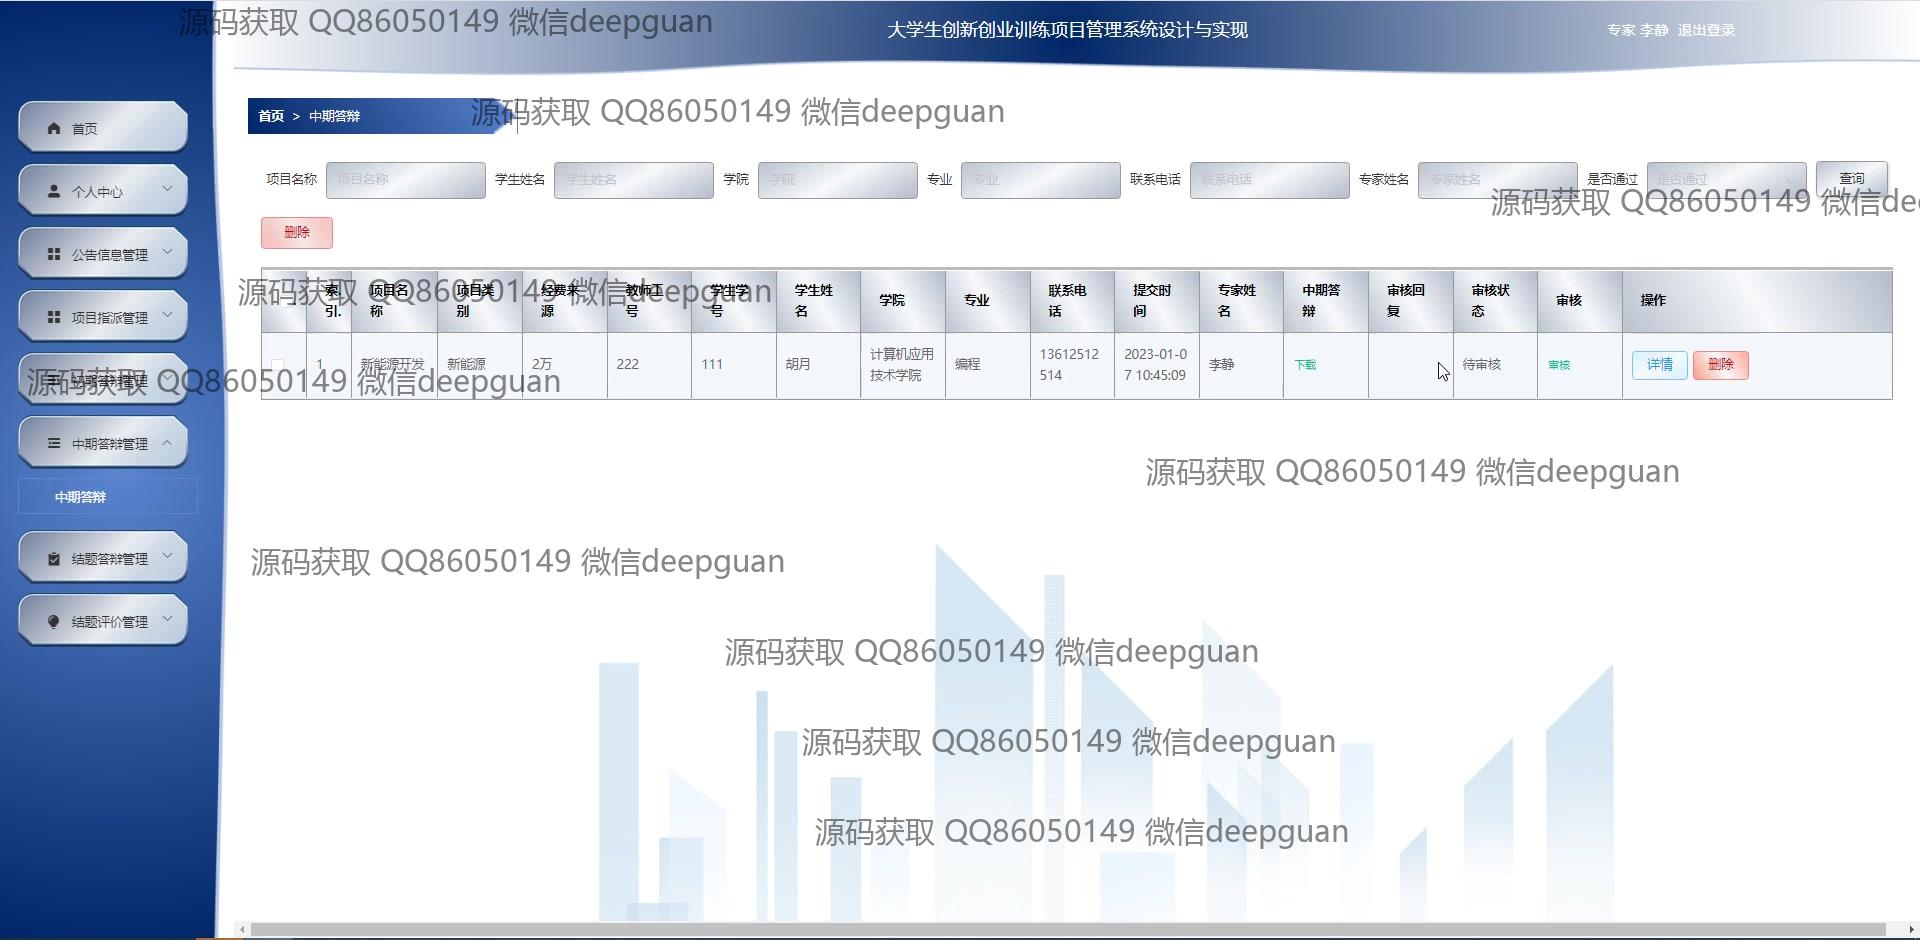 源码获取 QQ86050149 微信deepguan
大学生创新创业训练项目管理系统设计与实现
专家 李静 退出登录
首页
个人中心
公告信息管理
项目指派管理
初期答辩管理
中期答辩管理
中期答辩
结题答辩管理
结题评价管理
首页 > 中期答辩
源码获取 QQ86050149 微信deepguan
项目名称 项目名称 学生姓名 学生姓名 学院 学院 专业 专业 联系电话 联系电话 专家姓名 专家姓名 是否通过 是否通过 查询
源码获取 QQ86050149 微信de
删除
源码获取 QQ86050149 微信deepguan
索引. 项目名称 项目类别 经费来源 教师工号 学生学号 学生姓名 学院 专业 联系电话 提交时间 专家姓名 中期答辩 审核回复 审核状态 审核 操作
1 新能源开发 新能源 2万 222 111 胡月 计算机应用技术学院 编程 13612512514 2023-01-07 10:45:09 李静 下载 待审核 审核 详情 删除
源码获取 QQ86050149 微信deepguan
源码获取 QQ86050149 微信deepguan
源码获取 QQ86050149 微信deepguan
源码获取 QQ86050149 微信deepguan
源码获取 QQ86050149 微信deepguan
源码获取 QQ86050149 微信deepguan